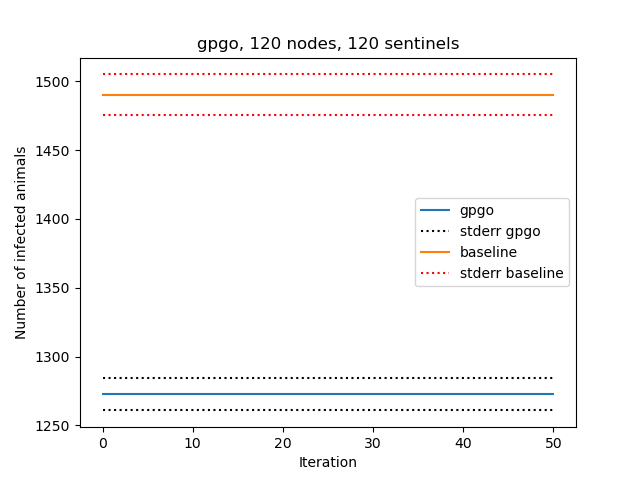 gpgo, 120 nodes, 120 sentinels
Number of infected animals
1500
1450
1400
1350
1300
1250
gpgo
stderr gpgo
baseline
stderr baseline
0 10 20 30 40 50
Iteration